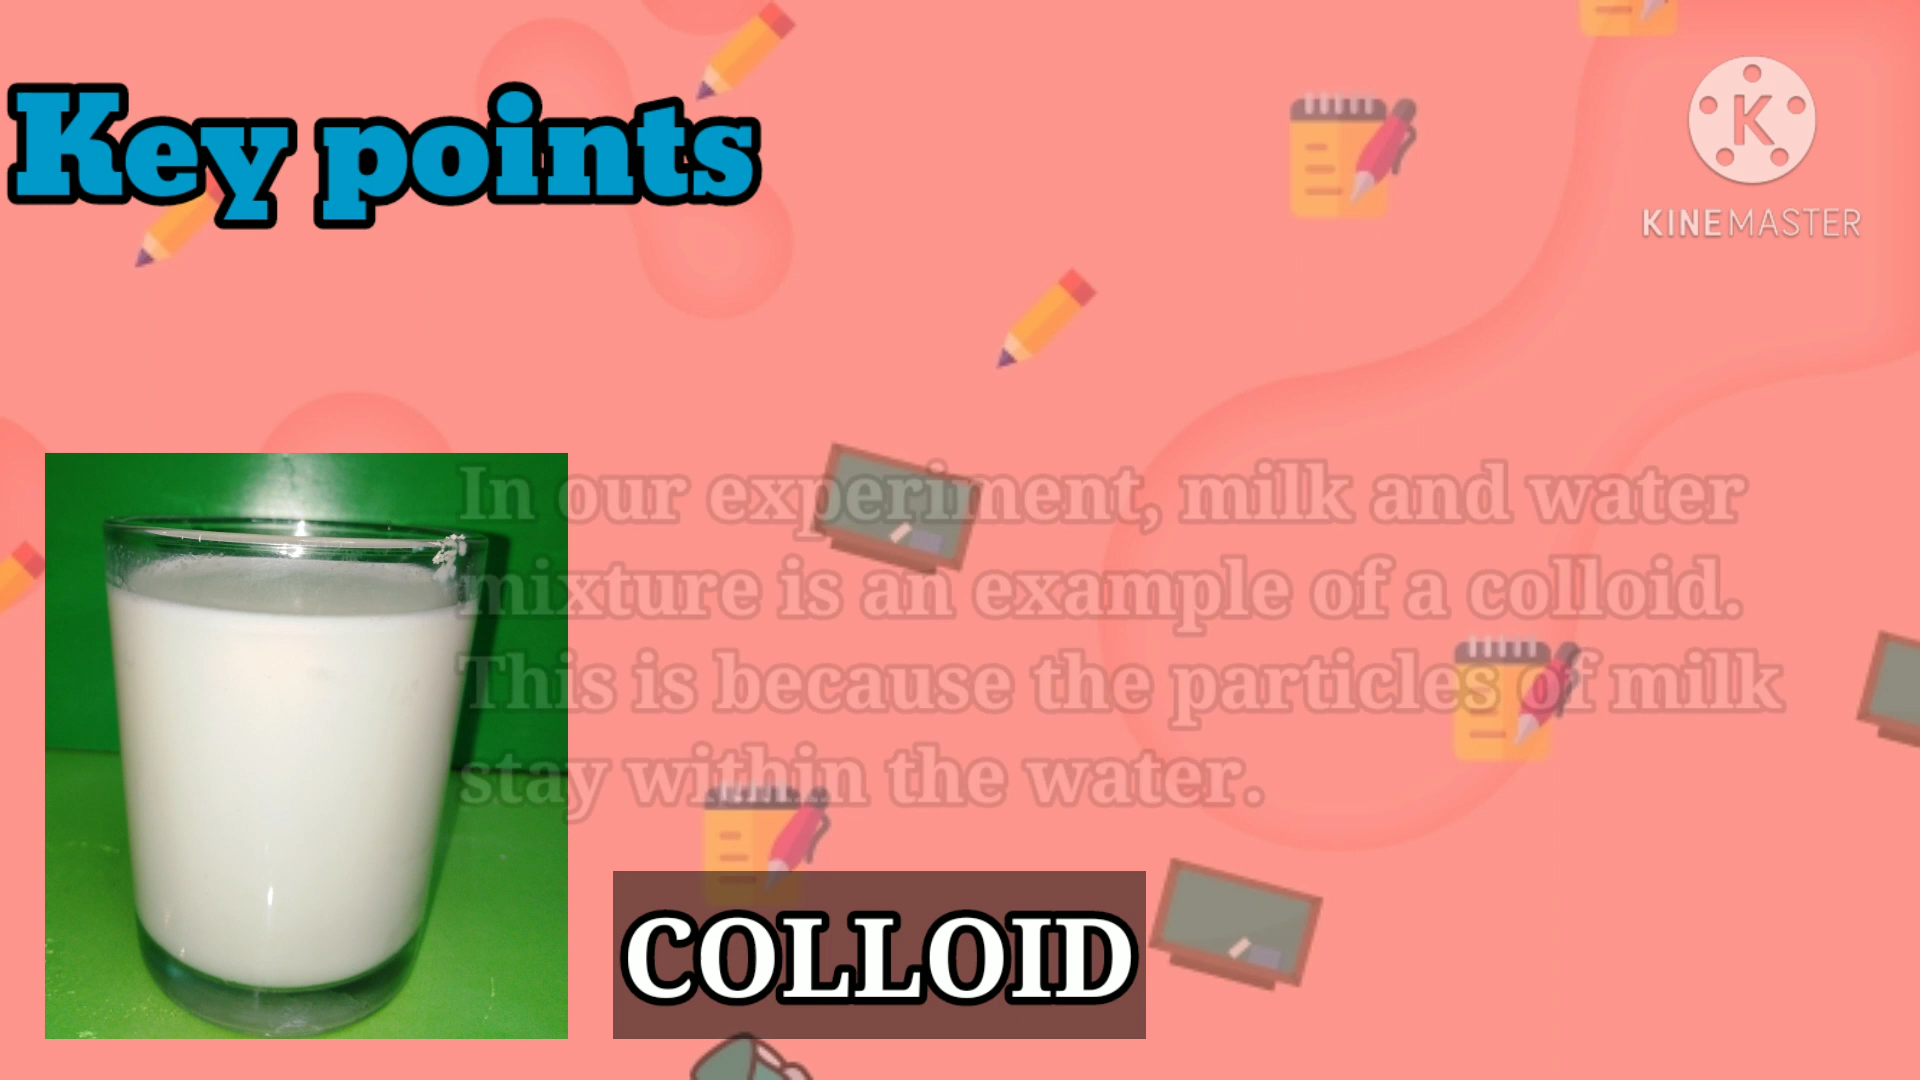 Key points
K
KINEMASTER
In our experiment, milk and water
mixture is an example of a colloid.
This is because the particles of milk
stay within the water.
COLLOID